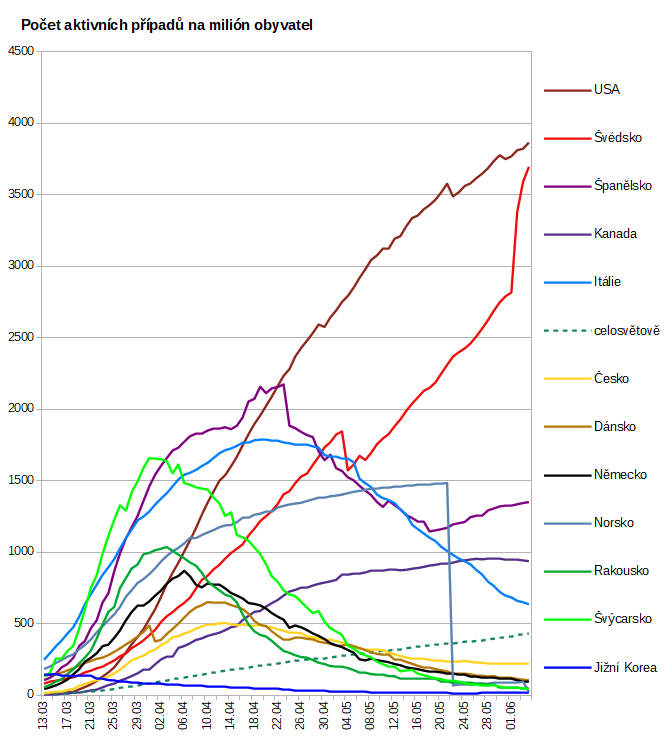 Počet aktivních případů na milión obyvatel
4500
4000
3500
3000
2500
2000
1500
1000
500
0
13.03
17.03
21.03
25.03
29.03
02.04
06.04
10.04
14.04
18.04
22.04
26.04
30.04
04.05
08.05
12.05
16.05
20.05
24.05
28.05
01.06
USA
Švédsko
Španělsko
Kanada
Itálie
celosvětově
Česko
Dánsko
Německo
Norsko
Rakousko
Švýcarsko
Jižní Korea